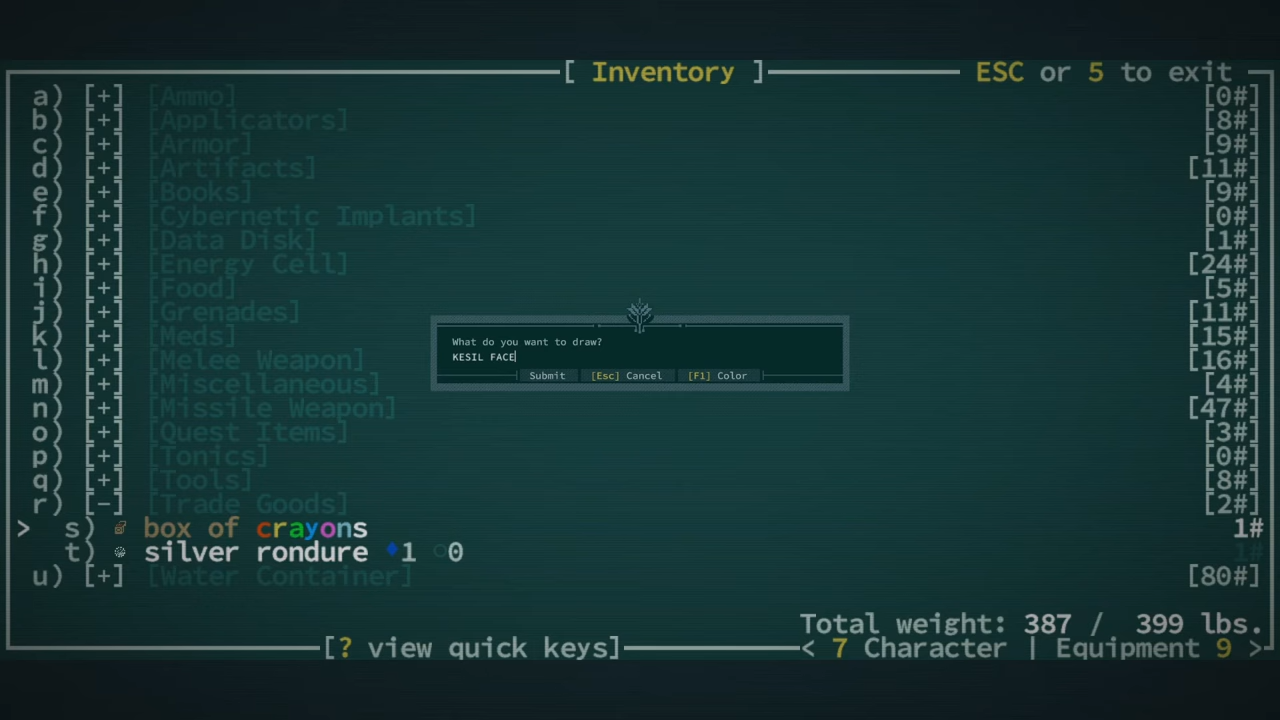 [ Inventory ] ESC or 5 to exit
a) [+] [Ammo] [0#]
b) [+] [Applicators] [8#]
c) [+] [Armor] [9#]
d) [+] [Artifacts] [11#]
e) [+] [Books] [9#]
f) [+] [Cybernetic Implants] [0#]
g) [+] [Data Disk] [1#]
h) [+] [Energy Cell] [24#]
i) [+] [Food] [5#]
j) [+] [Grenades] [11#]
k) [+] [Meds] [15#]
l) [+] [Melee Weapon] [16#]
m) [+] [Miscellaneous] [4#]
n) [+] [Missile Weapon] [47#]
o) [+] [Quest Items] [3#]
p) [+] [Tonics] [0#]
q) [+] [Tools] [8#]
r) [-] [Trade Goods] [2#]
> s) box of crayons 1#
t) silver rondure ♦1 ○0 1#
u) [+] [Water Container] [80#]
What do you want to draw?
KESIL FACE
Submit [Esc] Cancel [F1] Color
Total weight: 387 / 399 lbs.
[? view quick keys] < 7 Character | Equipment 9 >